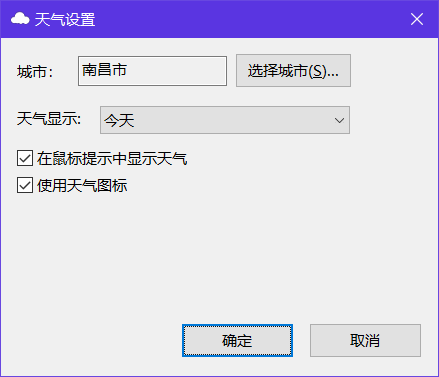 天气设置
城市：
南昌市
选择城市(S)...
天气显示:
今天
在鼠标提示中显示天气
使用天气图标
确定
取消